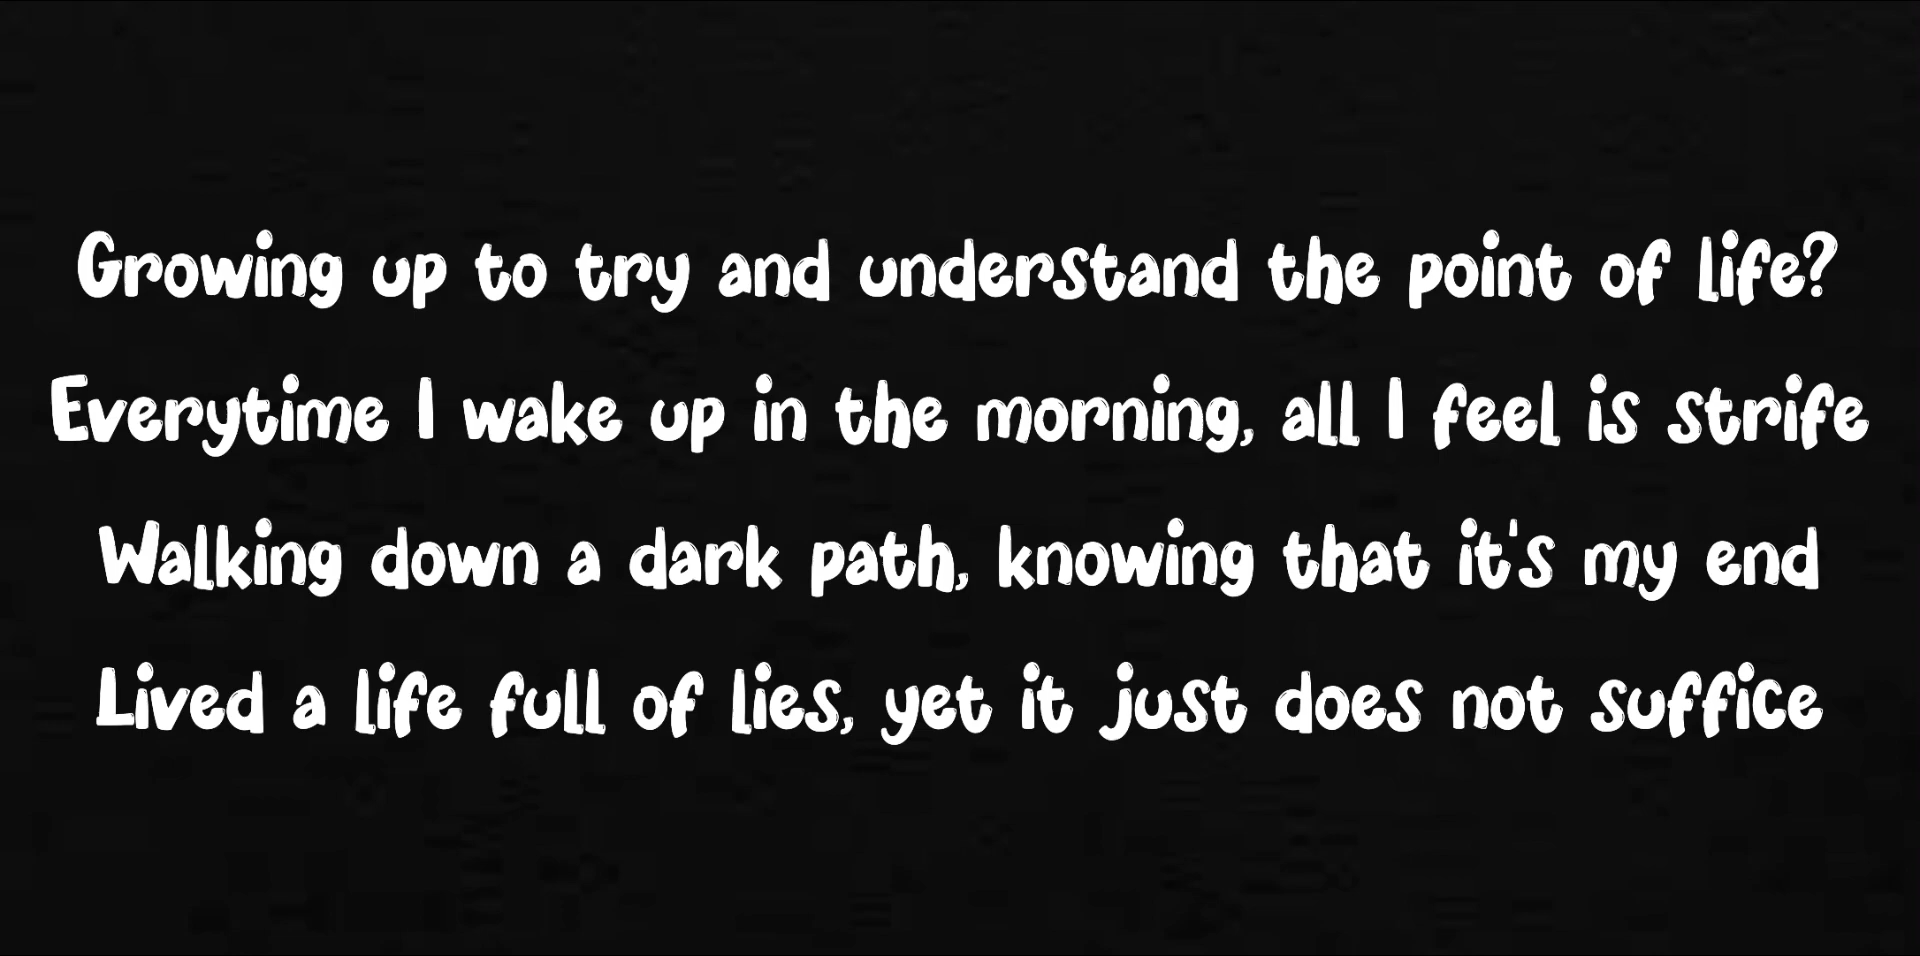 Growing up to try and understand the point of life?
Everytime I wake up in the morning, all I feel is strife
Walking down a dark path, knowing that it's my end
Lived a life full of lies, yet it just does not suffice